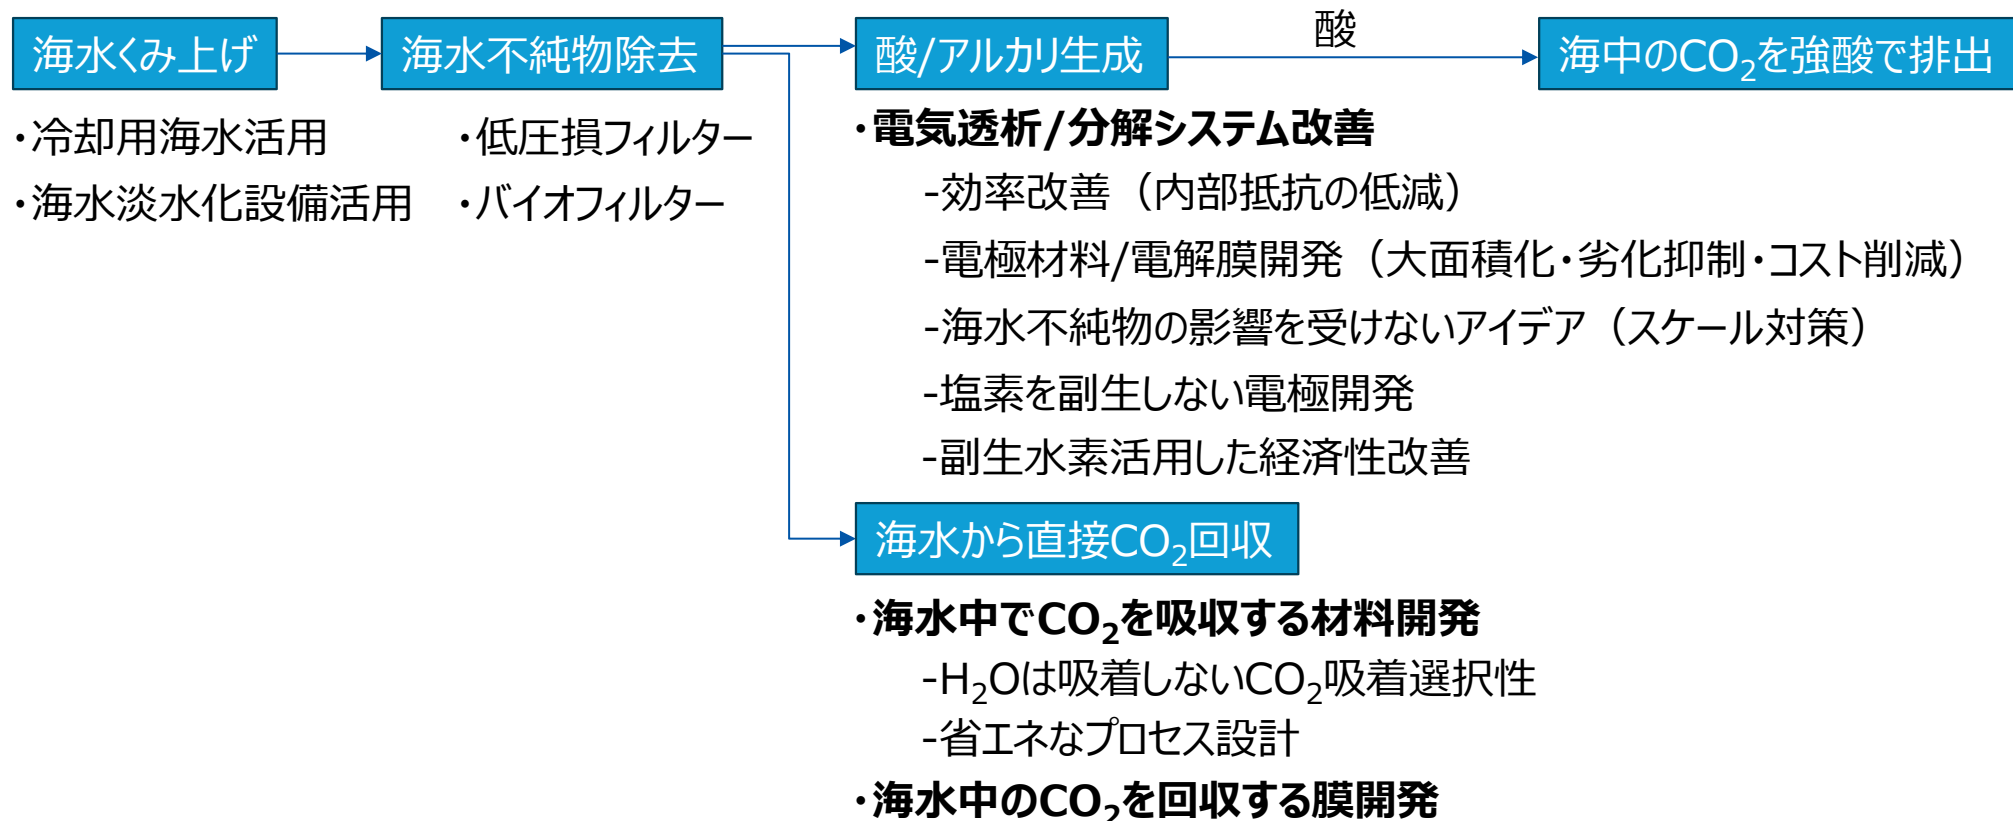 海水くみ上げ
海水不純物除去
酸/アルカリ生成
酸
海中のCO₂を強酸で排出
・冷却用海水活用
・海水淡水化設備活用
・低圧損フィルター
・バイオフィルター
・電気透析/分解システム改善
-効率改善（内部抵抗の低減）
-電極材料/電解膜開発（大面積化・劣化抑制・コスト削減）
-海水不純物の影響を受けないアイデア（スケール対策）
-塩素を副生しない電極開発
-副生水素活用した経済性改善
海水から直接CO₂回収
・海水中でCO₂を吸収する材料開発
-H₂Oは吸着しないCO₂吸着選択性
-省エネなプロセス設計
・海水中のCO₂を回収する膜開発